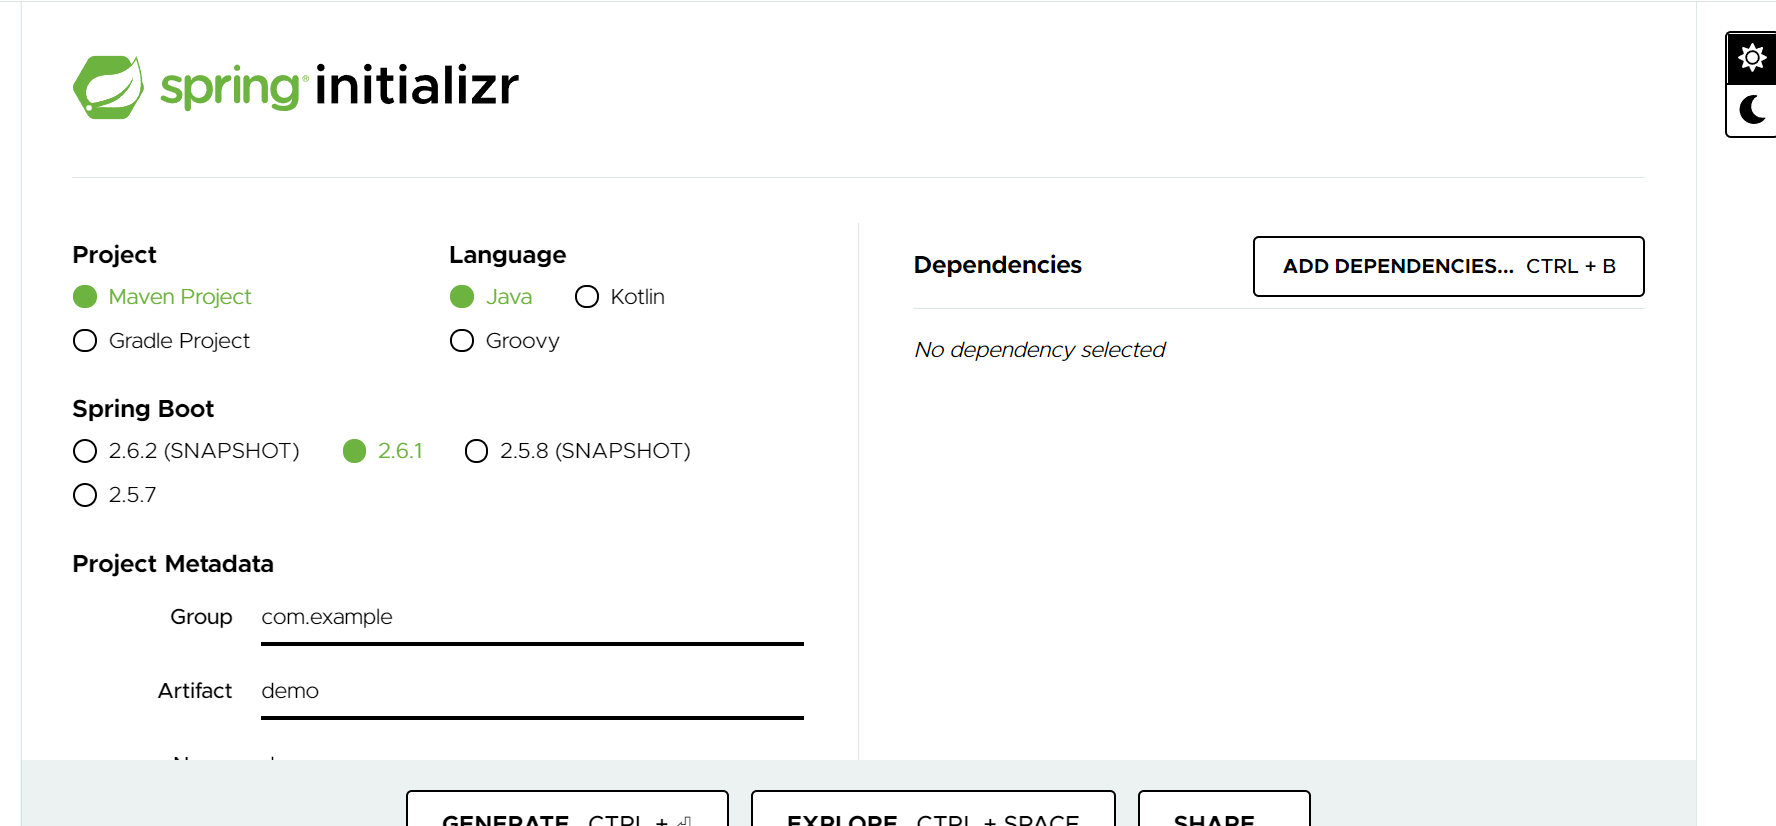 spring initializr
Project
Maven Project
Gradle Project
Language
Java Kotlin
Groovy
Spring Boot
2.6.2 (SNAPSHOT) 2.6.1 2.5.8 (SNAPSHOT)
2.5.7
Project Metadata
Group com.example
Artifact demo
Dependencies
ADD DEPENDENCIES... CTRL + B
No dependency selected
GENERATE CTRL + ⏎
EXPLORE CTRL + SPACE
SHARE...